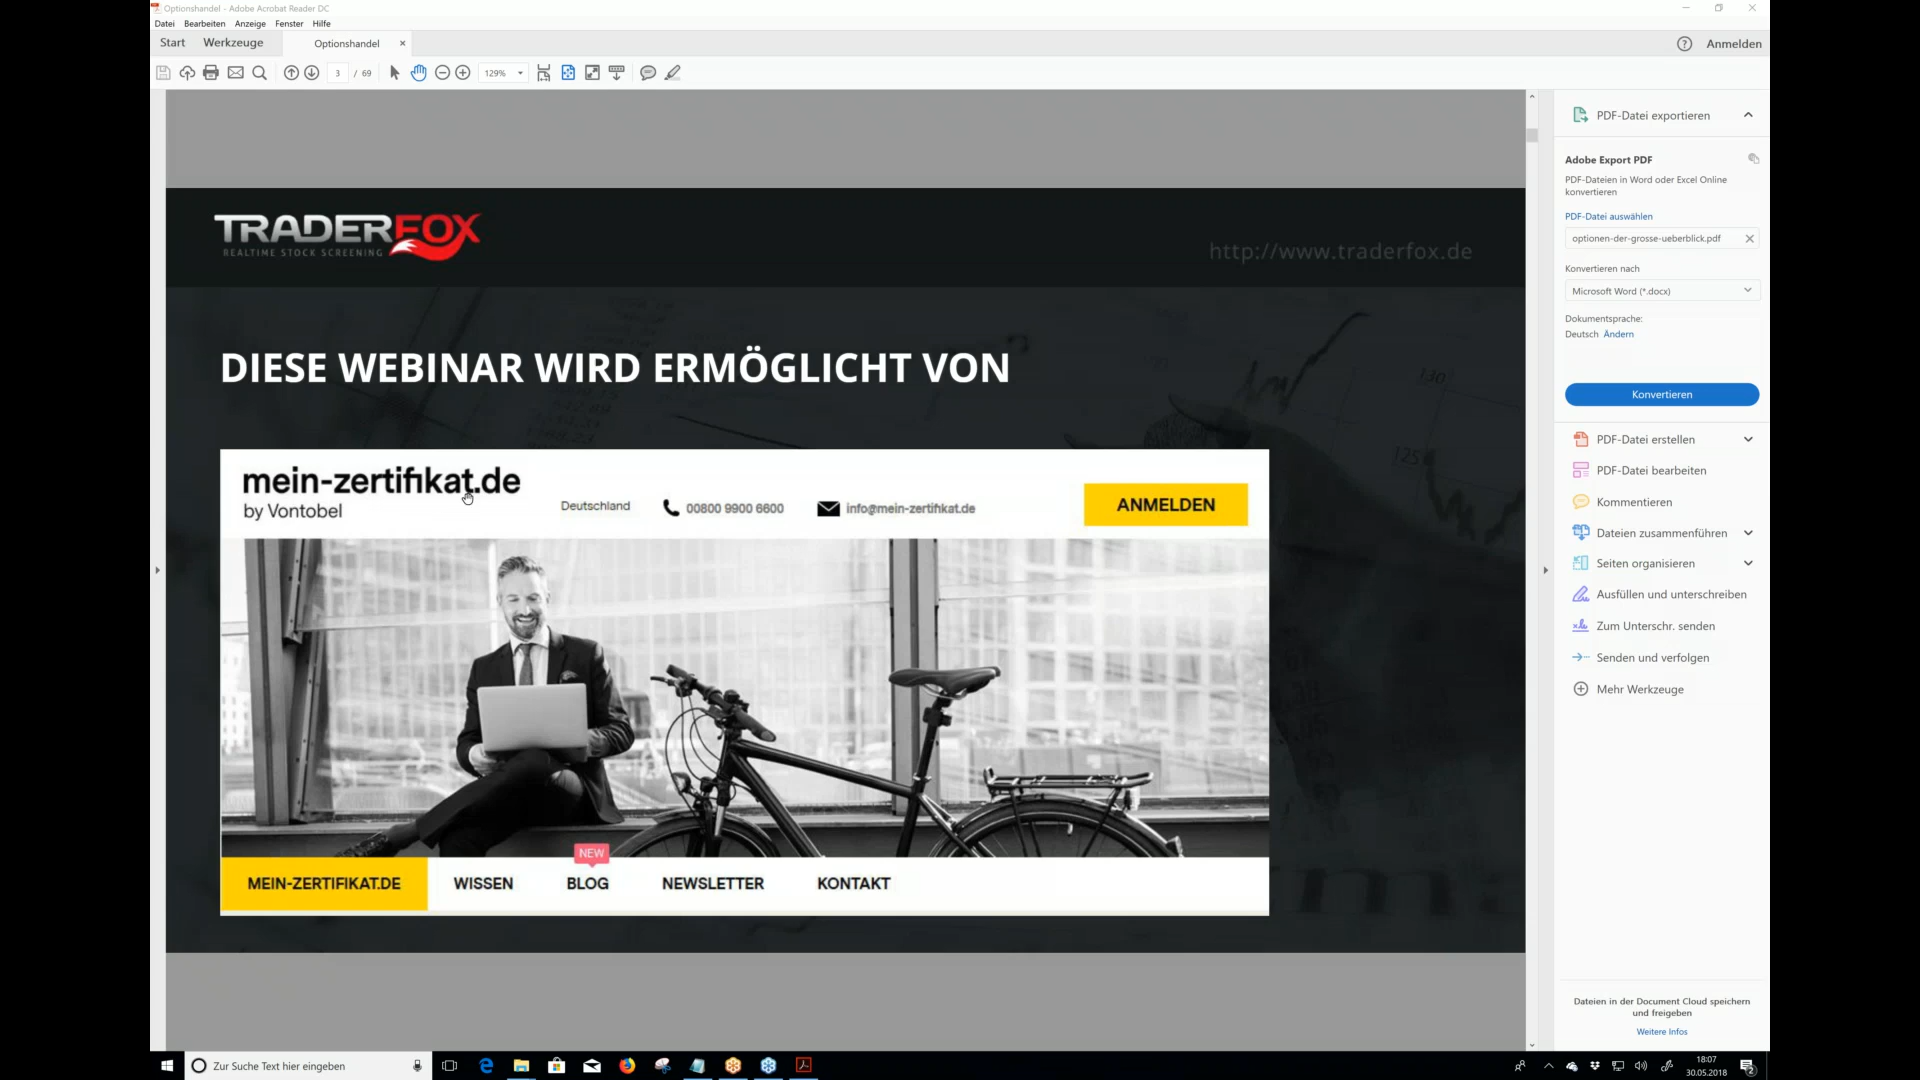 Optionshandel - Adobe Acrobat Reader DC
Datei Bearbeiten Anzeige Fenster Hilfe
Start Werkzeuge Optionshandel × Anmelden
3 / 69 129%
TRADERFOX
REALTIME STOCK SCREENING
http://www.traderfox.de
DIESE WEBINAR WIRD ERMÖGLICHT VON
mein-zertifikat.de
by Vontobel
Deutschland 00800 9900 6600 info@mein-zertifikat.de ANMELDEN
NEW
MEIN-ZERTIFIKAT.DE WISSEN BLOG NEWSLETTER KONTAKT
PDF-Datei exportieren
Adobe Export PDF
PDF-Dateien in Word oder Excel Online
konvertieren
PDF-Datei auswählen
optionen-der-grosse-ueberblick.pdf
Konvertieren nach
Microsoft Word (*.docx)
Dokumentsprache:
Deutsch Ändern
Konvertieren
PDF-Datei erstellen
PDF-Datei bearbeiten
Kommentieren
Dateien zusammenführen
Seiten organisieren
Ausfüllen und unterschreiben
Zum Unterschr. senden
Senden und verfolgen
Mehr Werkzeuge
Dateien in der Document Cloud speichern
und freigeben
Weitere Infos
Zur Suche Text hier eingeben
18:07
30.05.2018